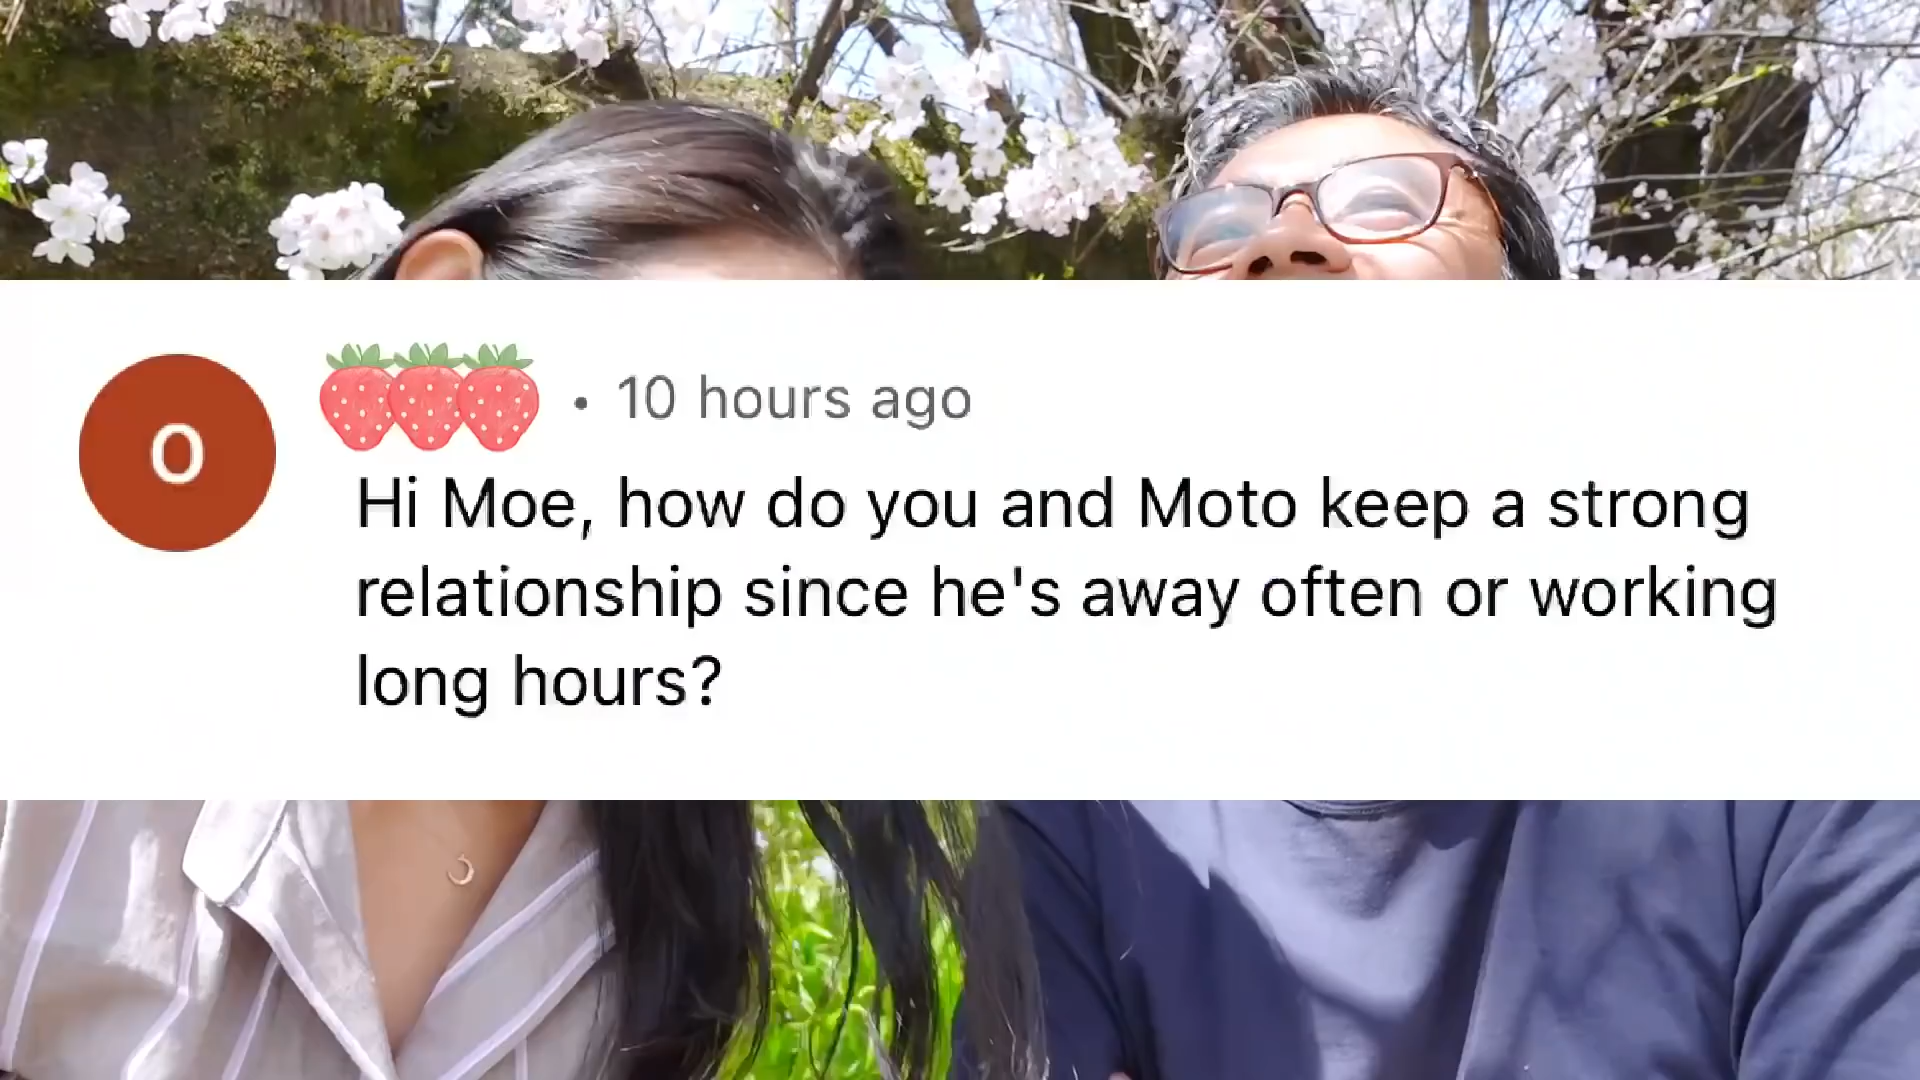 O
• 10 hours ago
Hi Moe, how do you and Moto keep a strong
relationship since he's away often or working
long hours?